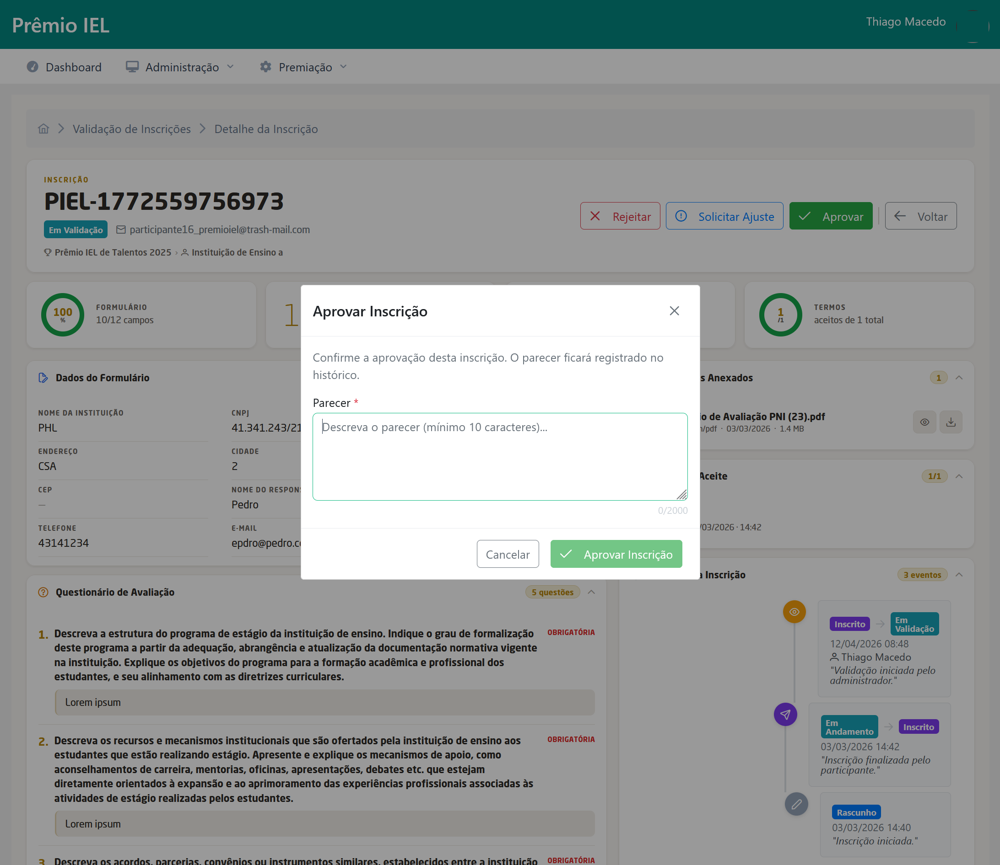 Prêmio IEL
Thiago Macedo
Dashboard
Administração
Premiação
Validação de Inscrições
Detalhe da Inscrição
INSCRIÇÃO
PIEL-1772559756973
Em Validação
participante16_premioiel@trash-mail.com
Prêmio IEL de Talentos 2025 › Instituição de Ensino a
Rejeitar
Solicitar Ajuste
Aprovar
Voltar
100
%
FORMULÁRIO
10/12 campos
1
1
/1
TERMOS
aceitos de 1 total
Aprovar Inscrição
Confirme a aprovação desta inscrição. O parecer ficará registrado no
histórico.
Parecer *
Descreva o parecer (mínimo 10 caracteres)...
0/2000
Cancelar
Aprovar Inscrição
Dados do Formulário
NOME DA INSTITUIÇÃO
PHL
CNPJ
41.341.243/21
ENDEREÇO
CSA
CIDADE
2
CEP
—
NOME DO RESPON
Pedro
TELEFONE
43141234
E-MAIL
epdro@pedro.c
s Anexados
1
io de Avaliação PNI (23).pdf
n/pdf · 03/03/2026 · 1.4 MB
Aceite
1/1
/03/2026 · 14:42
a Inscrição
3 eventos
Inscrito
Em
Validação
12/04/2026 08:48
Thiago Macedo
"Validação iniciada pelo
administrador."
Em
Andamento
Inscrito
03/03/2026 14:42
"Inscrição finalizada pelo
participante."
Rascunho
03/03/2026 14:40
"Inscrição iniciada."
Questionário de Avaliação
5 questões
1. Descreva a estrutura do programa de estágio da instituição de ensino. Indique o grau de formalização
deste programa a partir da adequação, abrangência e atualização da documentação normativa vigente
na instituição. Explique os objetivos do programa para a formação acadêmica e profissional dos
estudantes, e seu alinhamento com as diretrizes curriculares.
OBRIGATÓRIA
Lorem ipsum
2. Descreva os recursos e mecanismos institucionais que são ofertados pela instituição de ensino aos
estudantes que estão realizando estágio. Apresente e explique os mecanismos de apoio, como
aconselhamentos de carreira, mentorias, oficinas, apresentações, debates etc. que estejam
diretamente orientados à expansão e ao aprimoramento das experiências profissionais associadas às
atividades de estágio realizadas pelos estudantes.
OBRIGATÓRIA
Lorem ipsum
3. Descreva os acordos, parcerias, convênios ou instrumentos similares, estabelecidos entre a instituição
OBRIGATÓRIA